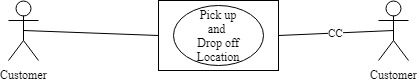 Pick up
and
Drop off
Location
CC
Customer
Customer